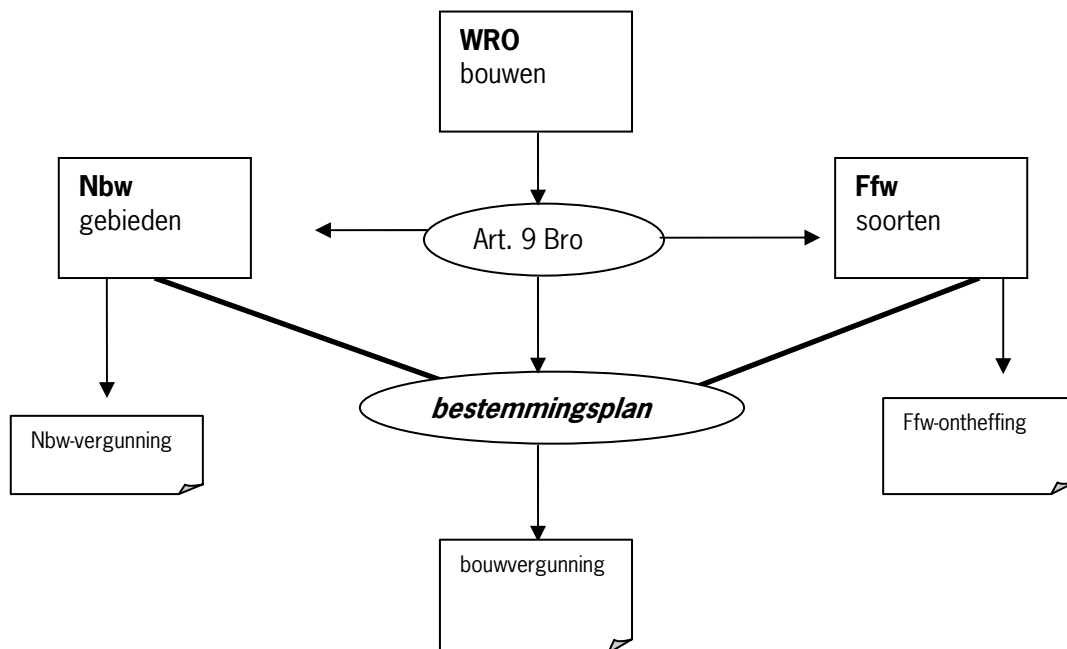 WRO
bouwen
Nbw
gebieden
Ffw
soorten
Art. 9 Bro
bestemmingsplan
Nbw-vergunning
Ffw-ontheffing
bouwvergunning